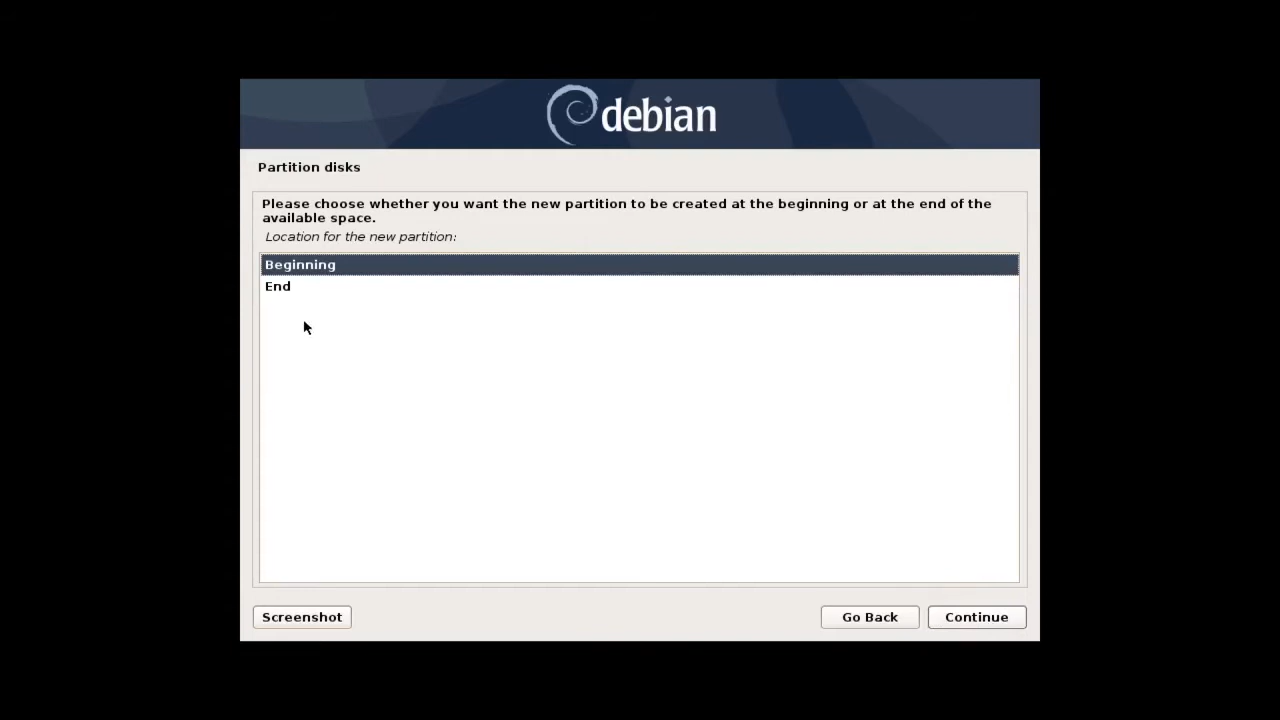 debian
Partition disks
Please choose whether you want the new partition to be created at the beginning or at the end of the
available space.
Location for the new partition:
Beginning
End
Screenshot
Go Back
Continue